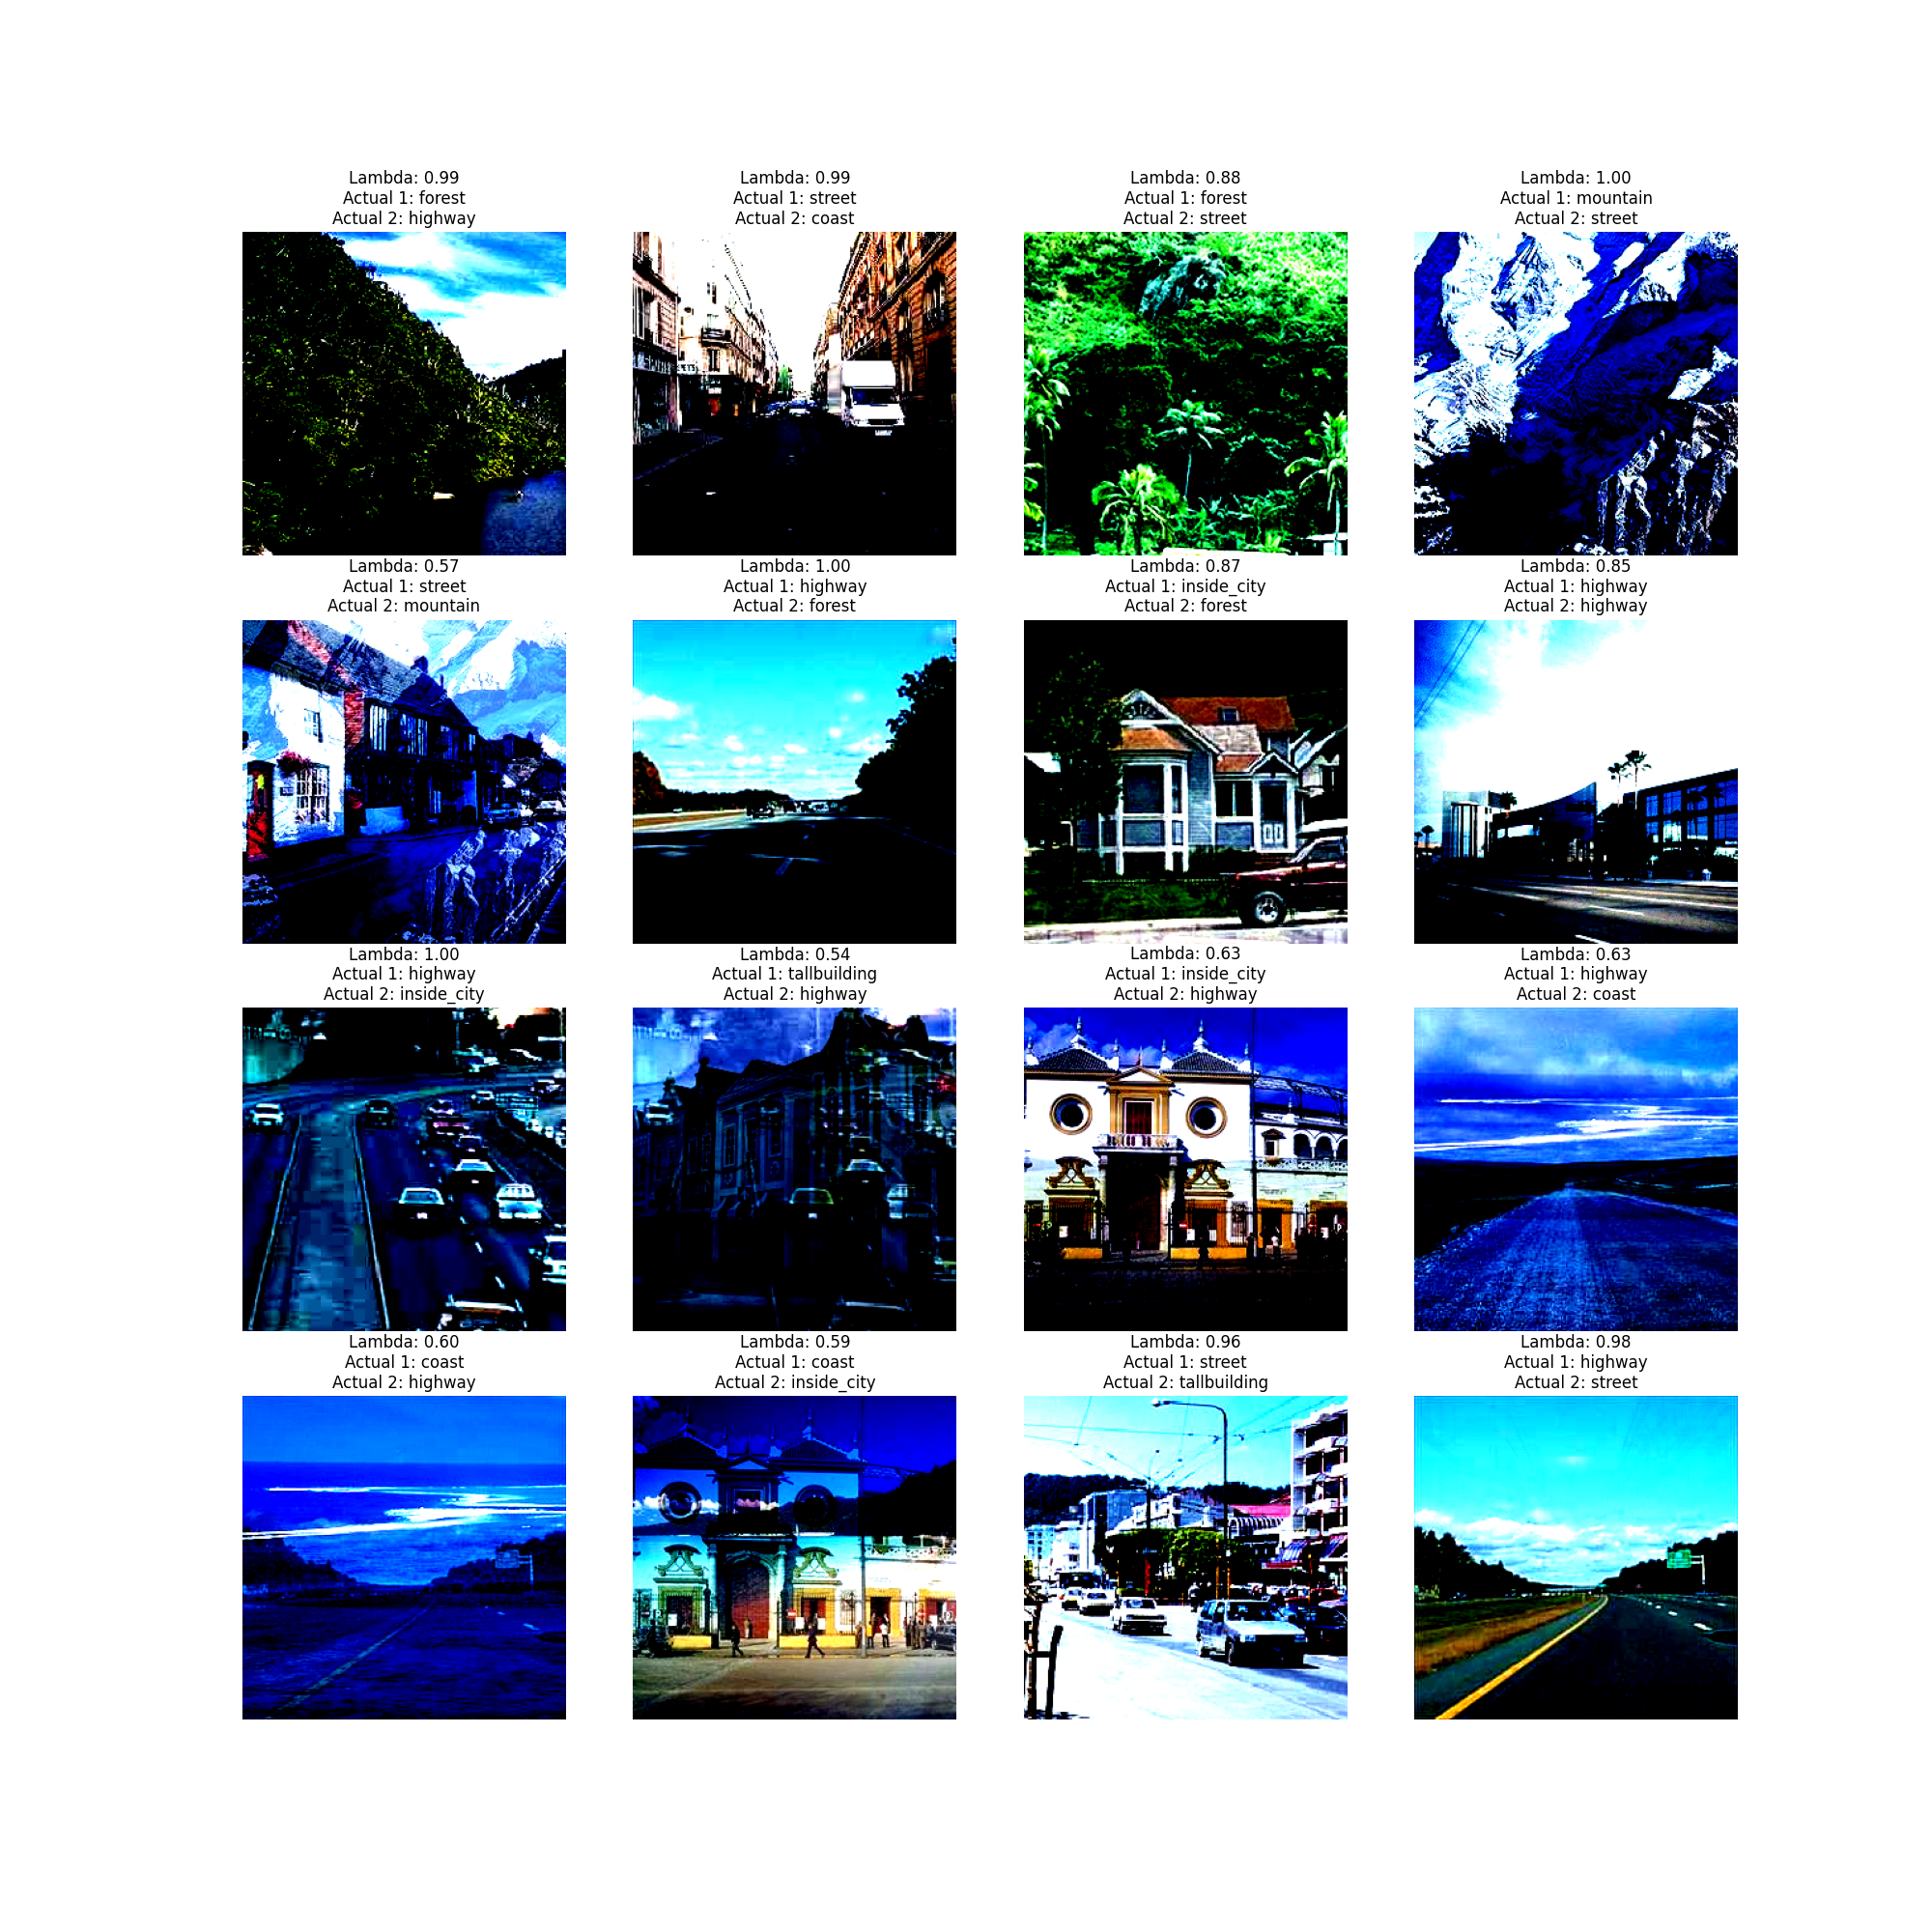 Lambda: 0.99
Actual 1: forest
Actual 2: highway
Lambda: 0.99
Actual 1: street
Actual 2: coast
Lambda: 0.88
Actual 1: forest
Actual 2: street
Lambda: 1.00
Actual 1: mountain
Actual 2: street
Lambda: 0.57
Actual 1: street
Actual 2: mountain
Lambda: 1.00
Actual 1: highway
Actual 2: forest
Lambda: 0.87
Actual 1: inside_city
Actual 2: forest
Lambda: 0.85
Actual 1: highway
Actual 2: highway
Lambda: 1.00
Actual 1: highway
Actual 2: inside_city
Lambda: 0.54
Actual 1: tallbuilding
Actual 2: highway
Lambda: 0.63
Actual 1: inside_city
Actual 2: highway
Lambda: 0.63
Actual 1: highway
Actual 2: coast
Lambda: 0.60
Actual 1: coast
Actual 2: highway
Lambda: 0.59
Actual 1: coast
Actual 2: inside_city
Lambda: 0.96
Actual 1: street
Actual 2: tallbuilding
Lambda: 0.98
Actual 1: highway
Actual 2: street